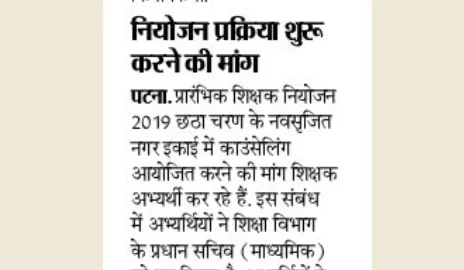 नियोजन प्रक्रिया शुरू
करने की मांग
पटना. प्रारंभिक शिक्षक नियोजन
2019 छठा चरण के नवसृजित
नगर इकाई में काउंसेलिंग
आयोजित करने की मांग शिक्षक
अभ्यर्थी कर रहे हैं. इस संबंध
में अभ्यर्थियों ने शिक्षा विभाग
के प्रधान सचिव (माध्यमिक)